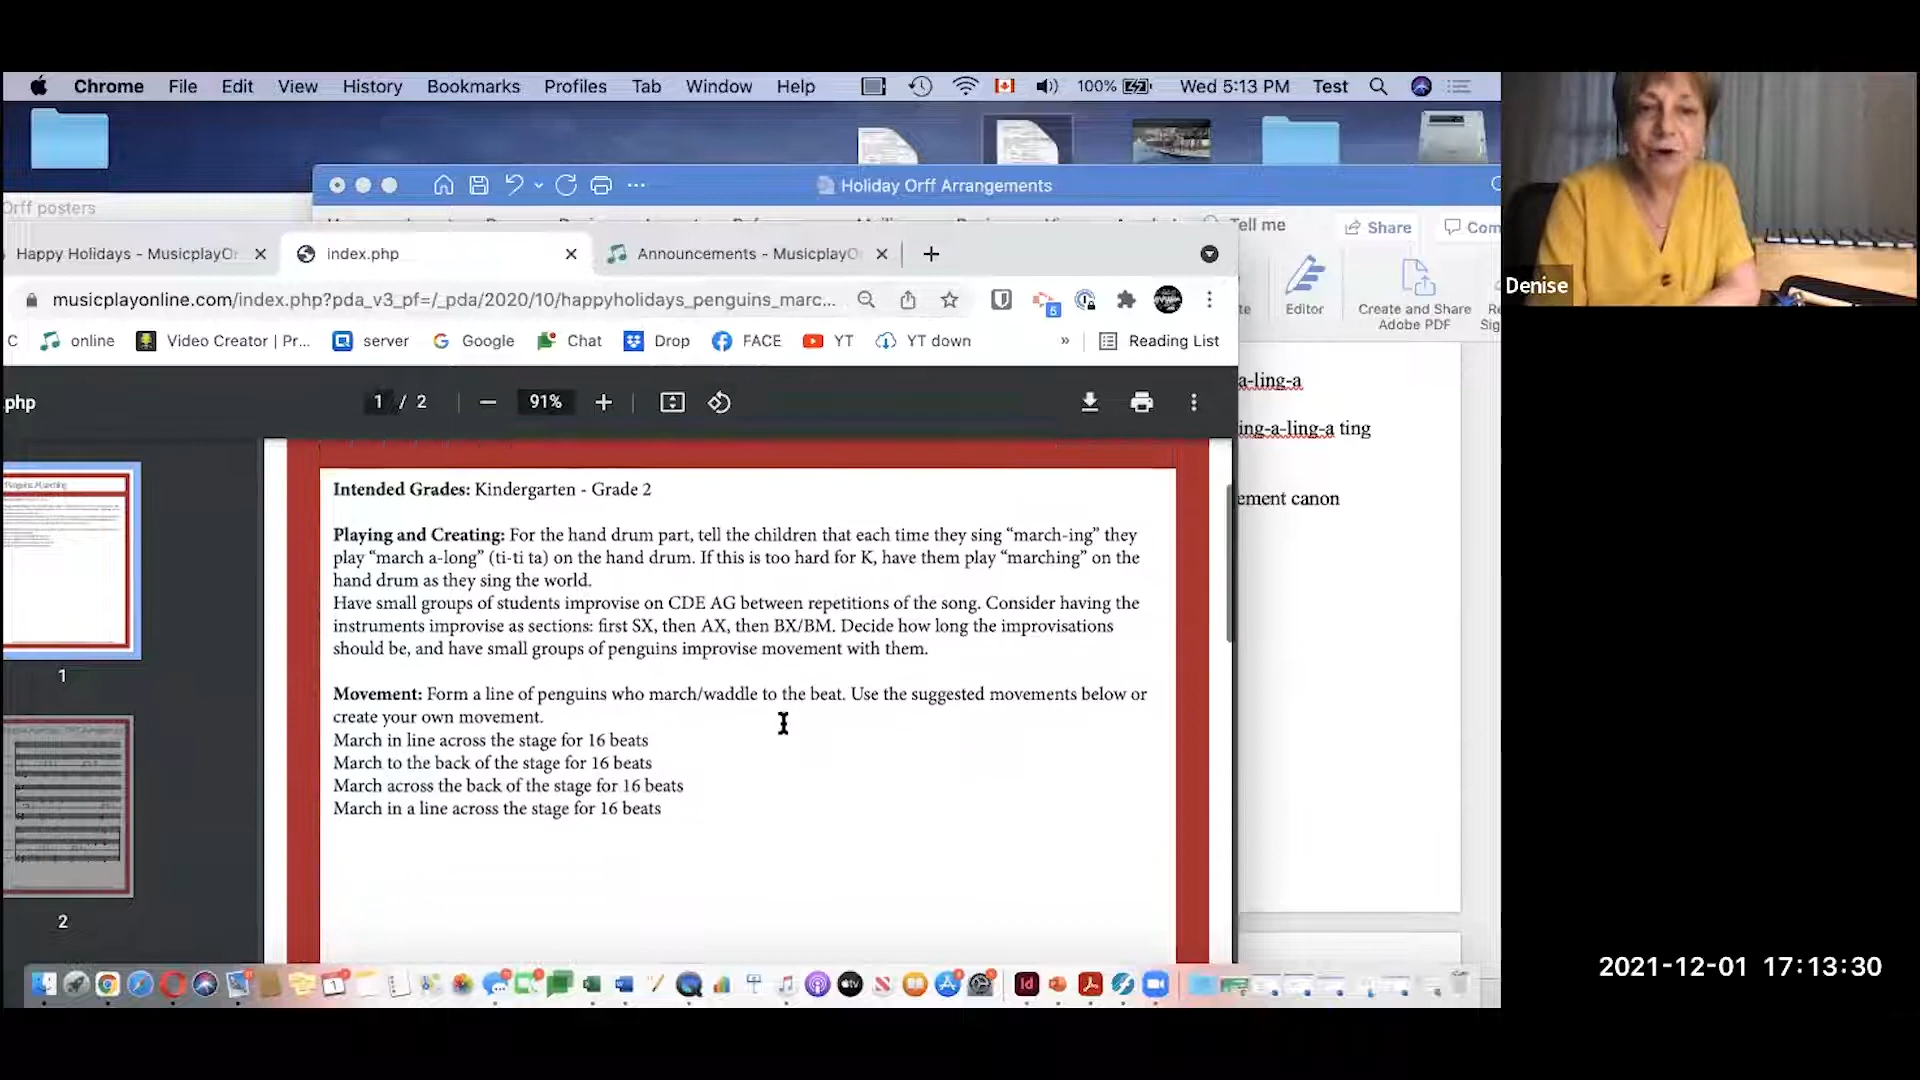 Chrome File Edit View History Bookmarks Profiles Tab Window Help 100% Wed 5:13 PM Test
Holiday Orff Arrangements
Orff posters
Tell me Share Com
Happy Holidays - MusicplayO index.php Announcements - MusicplayO
musicplayonline.com/index.php?pda_v3_pf=/_pda/2020/10/happyholidays_penguins_marc...
6
Editor Create and Share
Adobe PDF
C online Video Creator | Pr... server Google Chat Drop FACE YT YT down » Reading List
.php 1 / 2 91%
a-ling-a
ing-a-ling-a ting
ement canon
Intended Grades: Kindergarten - Grade 2
Playing and Creating: For the hand drum part, tell the children that each time they sing “march-ing” they
play “march a-long” (ti-ti ta) on the hand drum. If this is too hard for K, have them play “marching” on the
hand drum as they sing the world.
Have small groups of students improvise on CDE AG between repetitions of the song. Consider having the
instruments improvise as sections: first SX, then AX, then BX/BM. Decide how long the improvisations
should be, and have small groups of penguins improvise movement with them.
Movement: Form a line of penguins who march/waddle to the beat. Use the suggested movements below or
create your own movement.
March in line across the stage for 16 beats
March to the back of the stage for 16 beats
March across the back of the stage for 16 beats
March in a line across the stage for 16 beats
1
2
Denise
2021-12-01 17:13:30